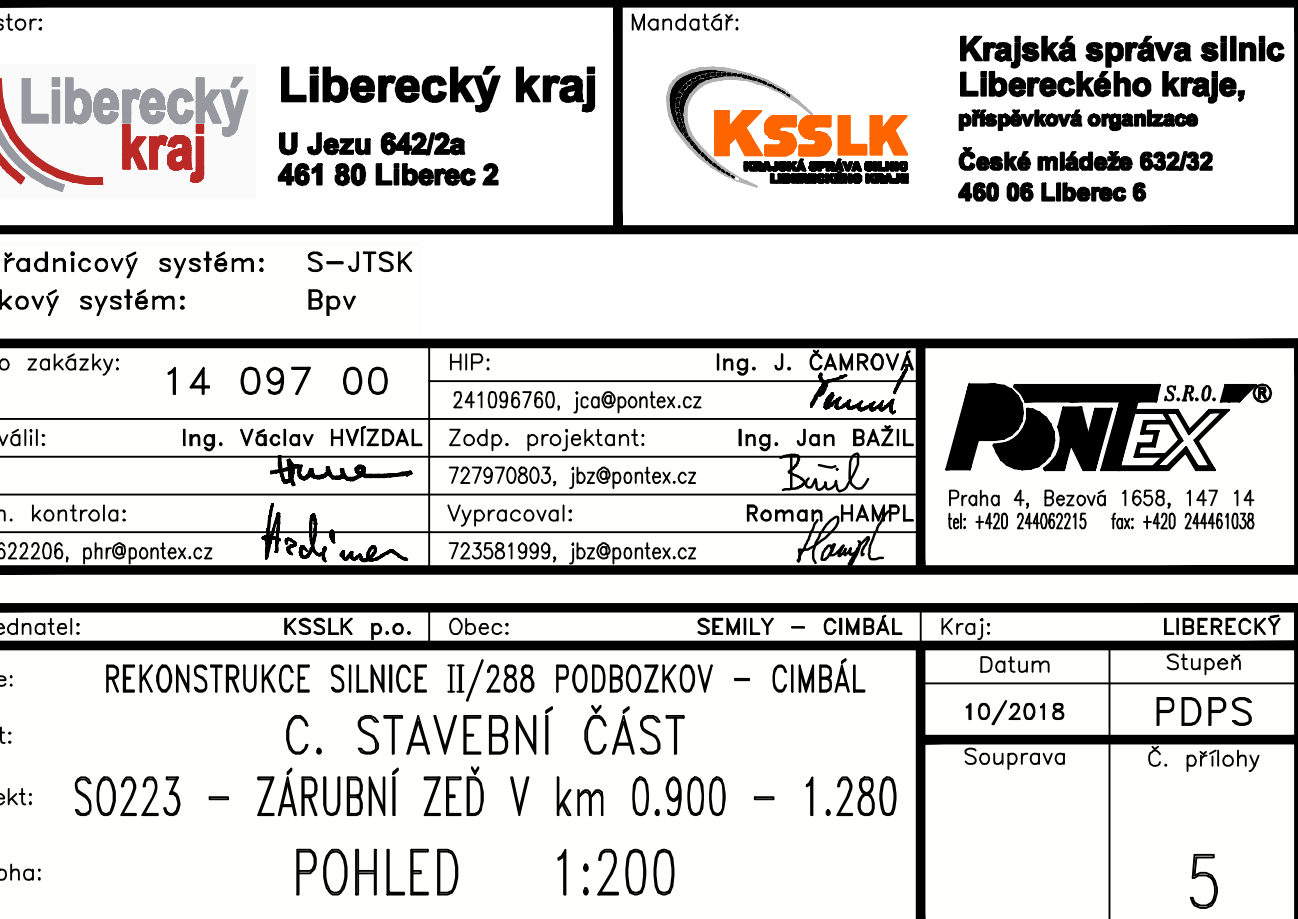 stor:
Liberecký
kraj
Liberecký kraj
U Jezu 642/2a
461 80 Liberec 2
Mandatář:
KSSLK
KRAJSKÁ SPRÁVA SILNIC
LIBERECKÉHO KRAJE
Krajská správa silnic
Libereckého kraje,
příspěvková organizace
České mládeže 632/32
460 06 Liberec 6
řadnicový systém: S-JTSK
kový systém: Bpv
o zakázky: 14 097 00
HIP: Ing. J. ČAMROVÁ
241096760, jca@pontex.cz
válil: Ing. Václav HVÍZDAL
Zodp. projektant: Ing. Jan BAŽIL
727970803, jbz@pontex.cz
n. kontrola:
622206, phr@pontex.cz
Vypracoval: Roman HAMPL
723581999, jbz@pontex.cz
PONTEX S.R.O. ®
Praha 4, Bezová 1658, 147 14
tel: +420 244062215 fax: +420 244461038
ednatel: KSSLK p.o.
Obec: SEMILY - CIMBÁL
Kraj: LIBERECKÝ
e: REKONSTRUKCE SILNICE II/288 PODBOZKOV - CIMBÁL
t: C. STAVEBNÍ ČÁST
ekt: SO223 - ZÁRUBNÍ ZEĎ V km 0.900 - 1.280
oha: POHLED 1:200
Datum
10/2018
Stupeň
PDPS
Souprava
Č. přílohy
5